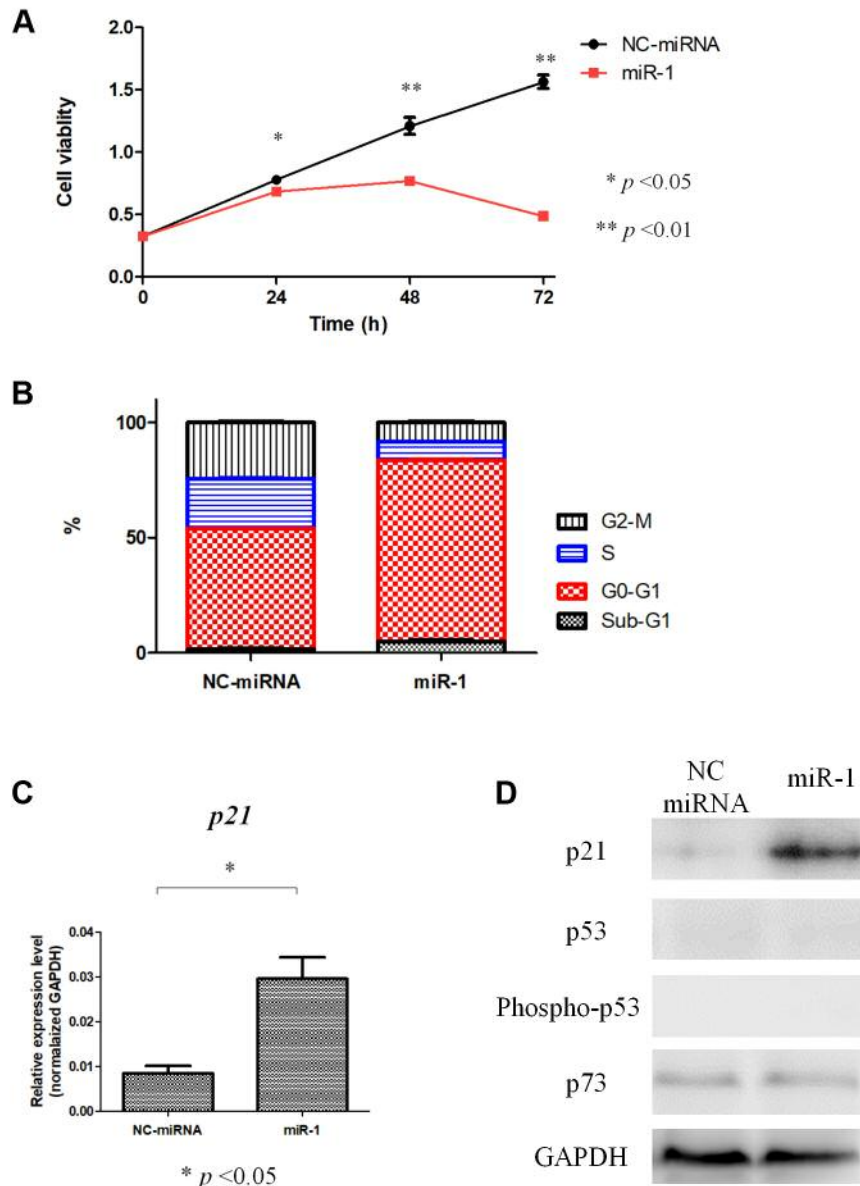 A
2.0
1.5
1.0
0.5
0.0
Cell viablity
* ** **
0 24 48 72
Time (h)
NC-miRNA
miR-1
* p <0.05
** p <0.01
B
100
50
0
%
NC-miRNA miR-1
G2-M
S
G0-G1
Sub-G1
C
p21
*
0.04
0.03
0.02
0.01
0.00
Relative expression level
(normalaized GAPDH)
NC-miRNA miR-1
* p <0.05
D
NC
miRNA
miR-1
p21
p53
Phospho-p53
p73
GAPDH